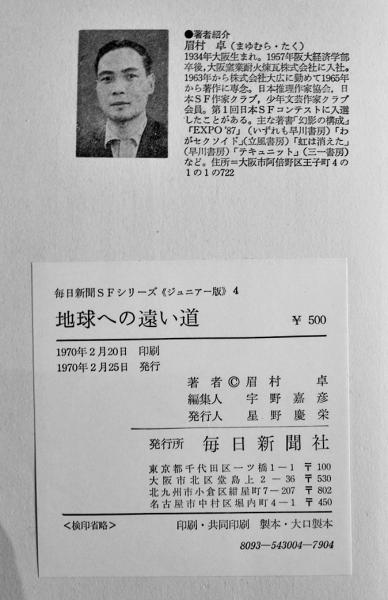 ●著者紹介
眉村 卓(まゆむら・たく)
1934年大阪生まれ。1957年阪大経済学部
卒後,大阪窯業耐火煉瓦株式会社に入社。
1963年から株式会社大広に勤めて1965年
から著作に専念。日本推理作家協会,日
本SF作家クラブ,少年文芸作家クラブ
会員。第1回日本SFコンテストに入選
したことがある。主な著書「幻影の構成」
「EXPO'87」(いずれも早川書房)「わ
がセクソイド」(立風書房)「虹は消えた」
(早川書房)「テキュニット」(三一書房)
など。住所=大阪市阿倍野区王子町4の
1の1の722
毎日新聞SFシリーズ《ジュニアー版》4
地球への遠い道 ¥500
1970年2月20日 印刷
1970年2月25日 発行
著者©眉村 卓
編集人 宇野嘉彦
発行人 星野慶栄
発行所 毎日新聞社
東京都千代田区一ツ橋1-1 〒100
大阪市北区堂島上2-36 〒530
北九州市小倉区紺屋町7-207 〒802
名古屋市中村区堀内町4-1 〒450
<検印省略> 印刷・共同印刷 製本・大口製本
8093-543004-7904